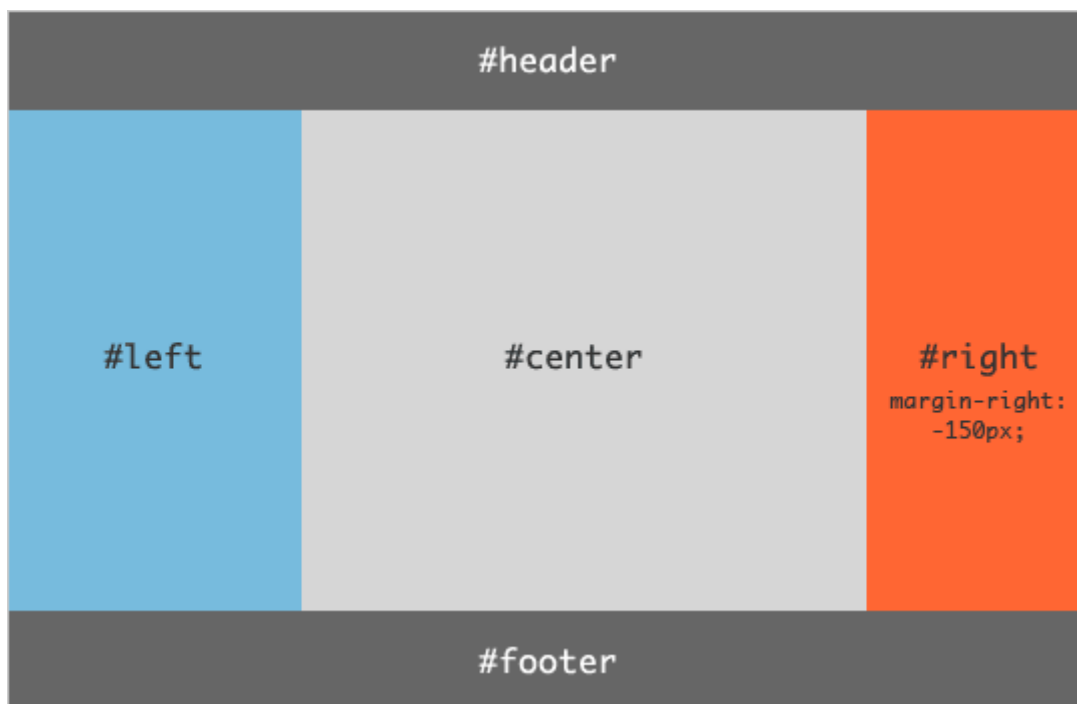 #header
#left
#center
#right
margin-right:
-150px;
#footer